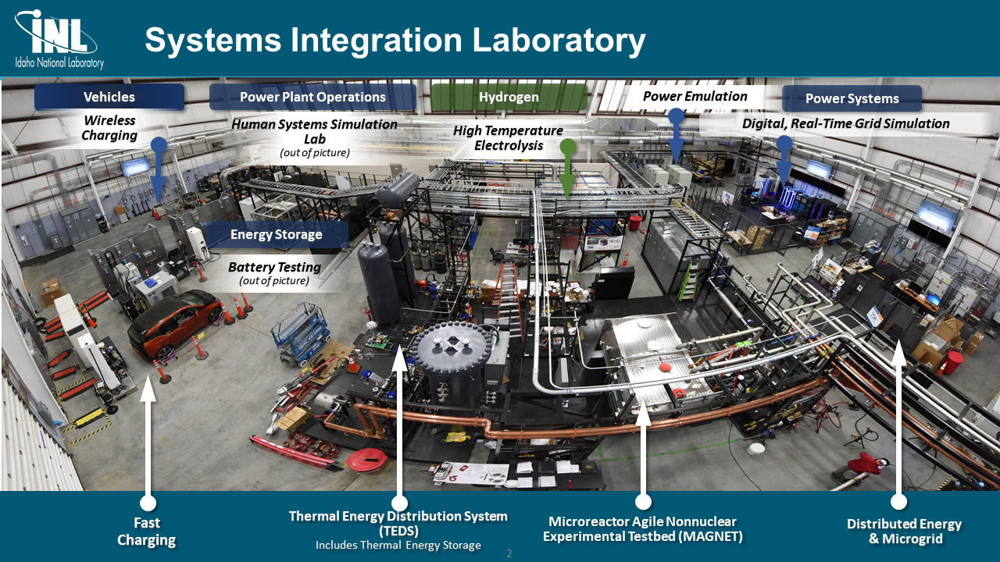 INL
Idaho National Laboratory
Systems Integration Laboratory
Vehicles
Wireless
Charging
Power Plant Operations
Human Systems Simulation
Lab
(out of picture)
Hydrogen
High Temperature
Electrolysis
Power Emulation
Power Systems
Digital, Real-Time Grid Simulation
Energy Storage
Battery Testing
(out of picture)
Fast
Charging
Thermal Energy Distribution System
(TEDS)
Includes Thermal Energy Storage
Microreactor Agile Nonnuclear
Experimental Testbed (MAGNET)
Distributed Energy
& Microgrid
2